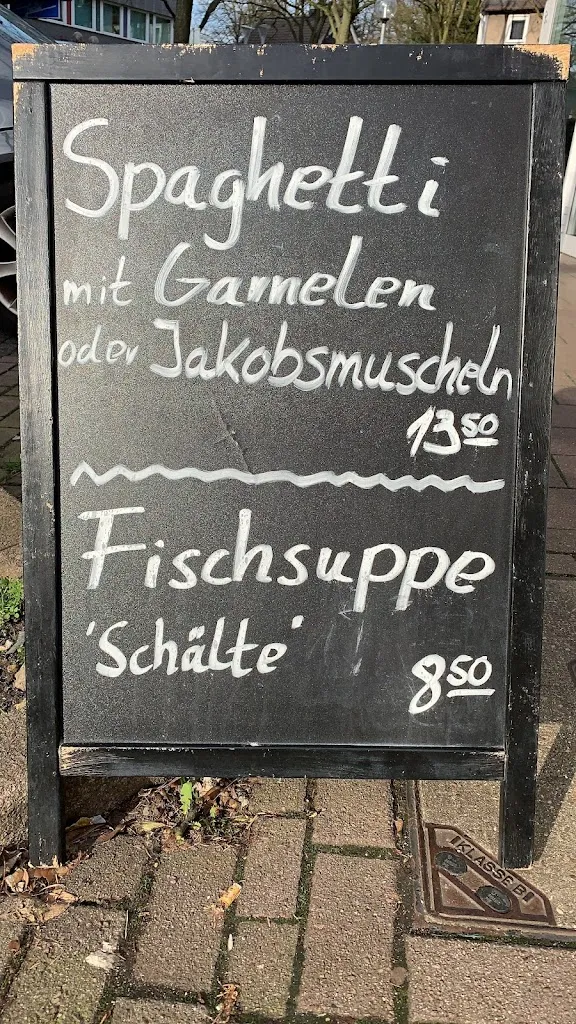 Spaghetti
mit Garnelen
oder Jakobsmuscheln
13 50
Fischsuppe
'Schälte'
8 50
KLASSE B